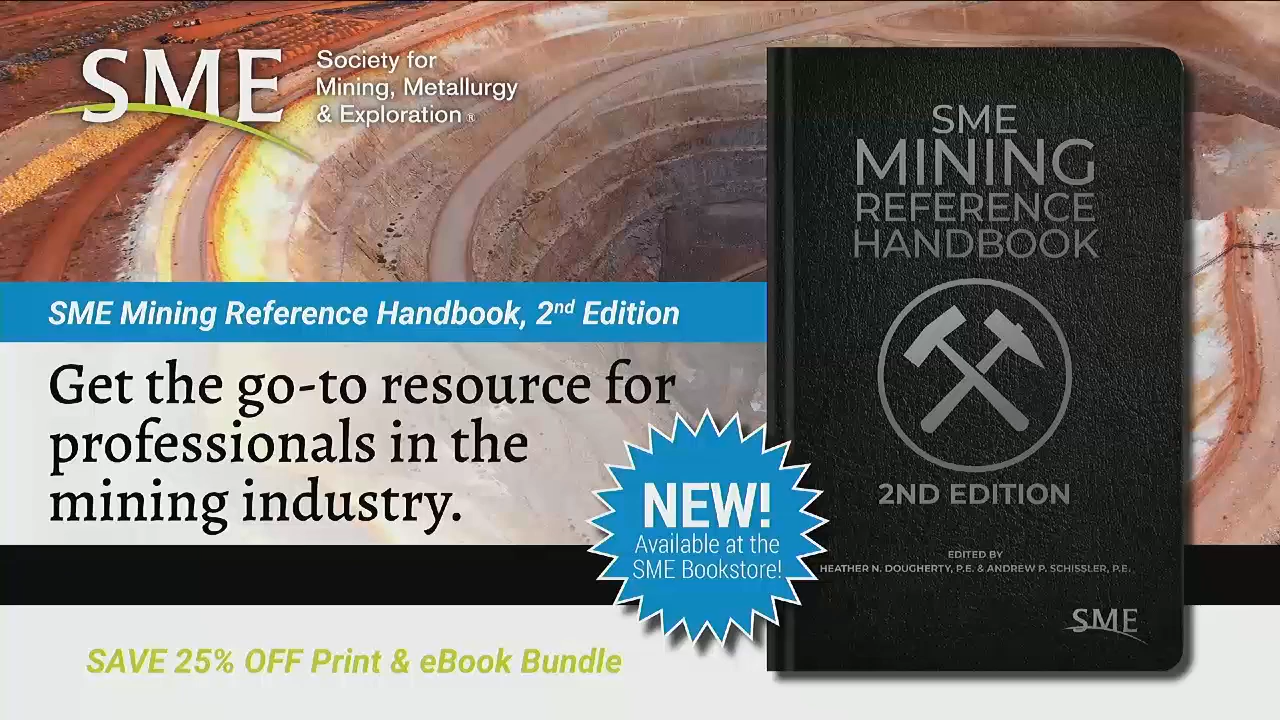 SME
Society for
Mining, Metallurgy
& Exploration®
SME Mining Reference Handbook, 2nd Edition
Get the go-to resource for
professionals in the
mining industry.
NEW!
Available at the
SME Bookstore!
SAVE 25% OFF Print & eBook Bundle
SME
MINING
REFERENCE
HANDBOOK
2ND EDITION
EDITED BY
HEATHER N. DOUGHERTY, P.E. & ANDREW P. SCHISSLER, P.E.
SME